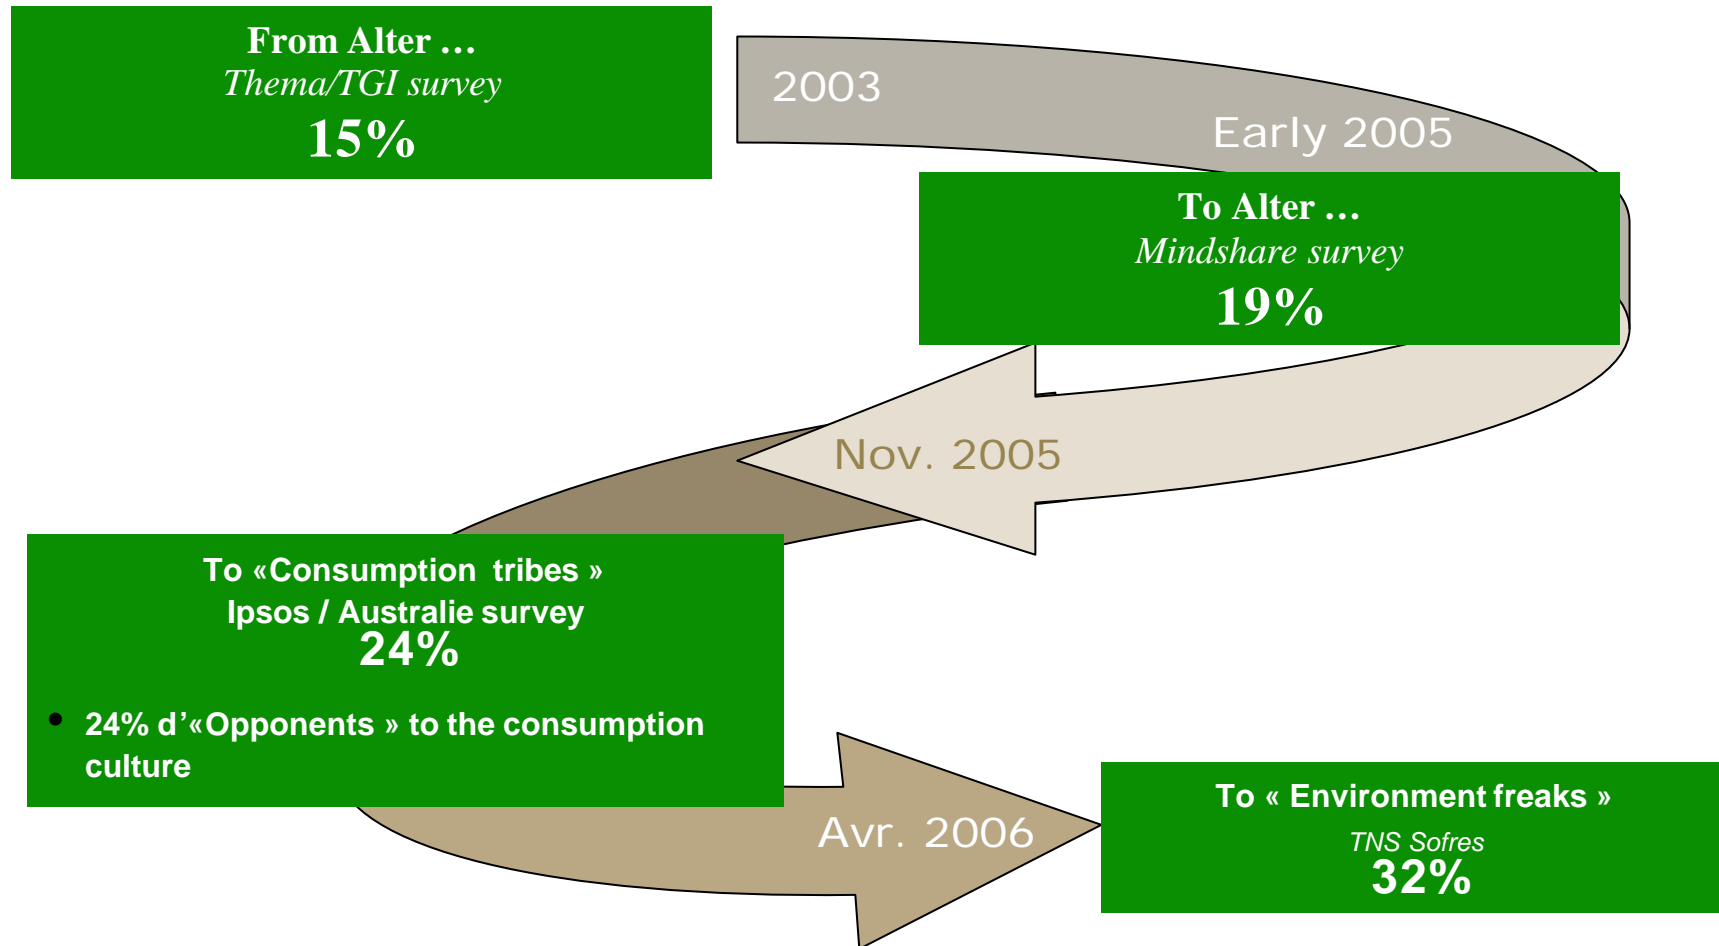 From Alter …
Thema/TGI survey
15%
2003
Early 2005
To Alter …
Mindshare survey
19%
Nov. 2005
To «Consumption tribes »
Ipsos / Australie survey
24%
• 24% d’«Opponents » to the consumption
culture
Avr. 2006
To « Environment freaks »
TNS Sofres
32%